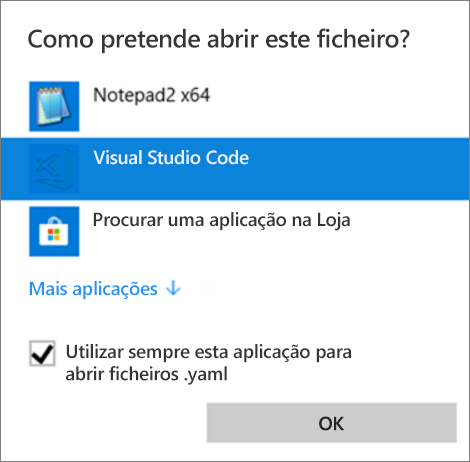 Como pretende abrir este ficheiro?
Notepad2 x64
Visual Studio Code
Procurar uma aplicação na Loja
Mais aplicações
Utilizar sempre esta aplicação para
abrir ficheiros .yaml
OK